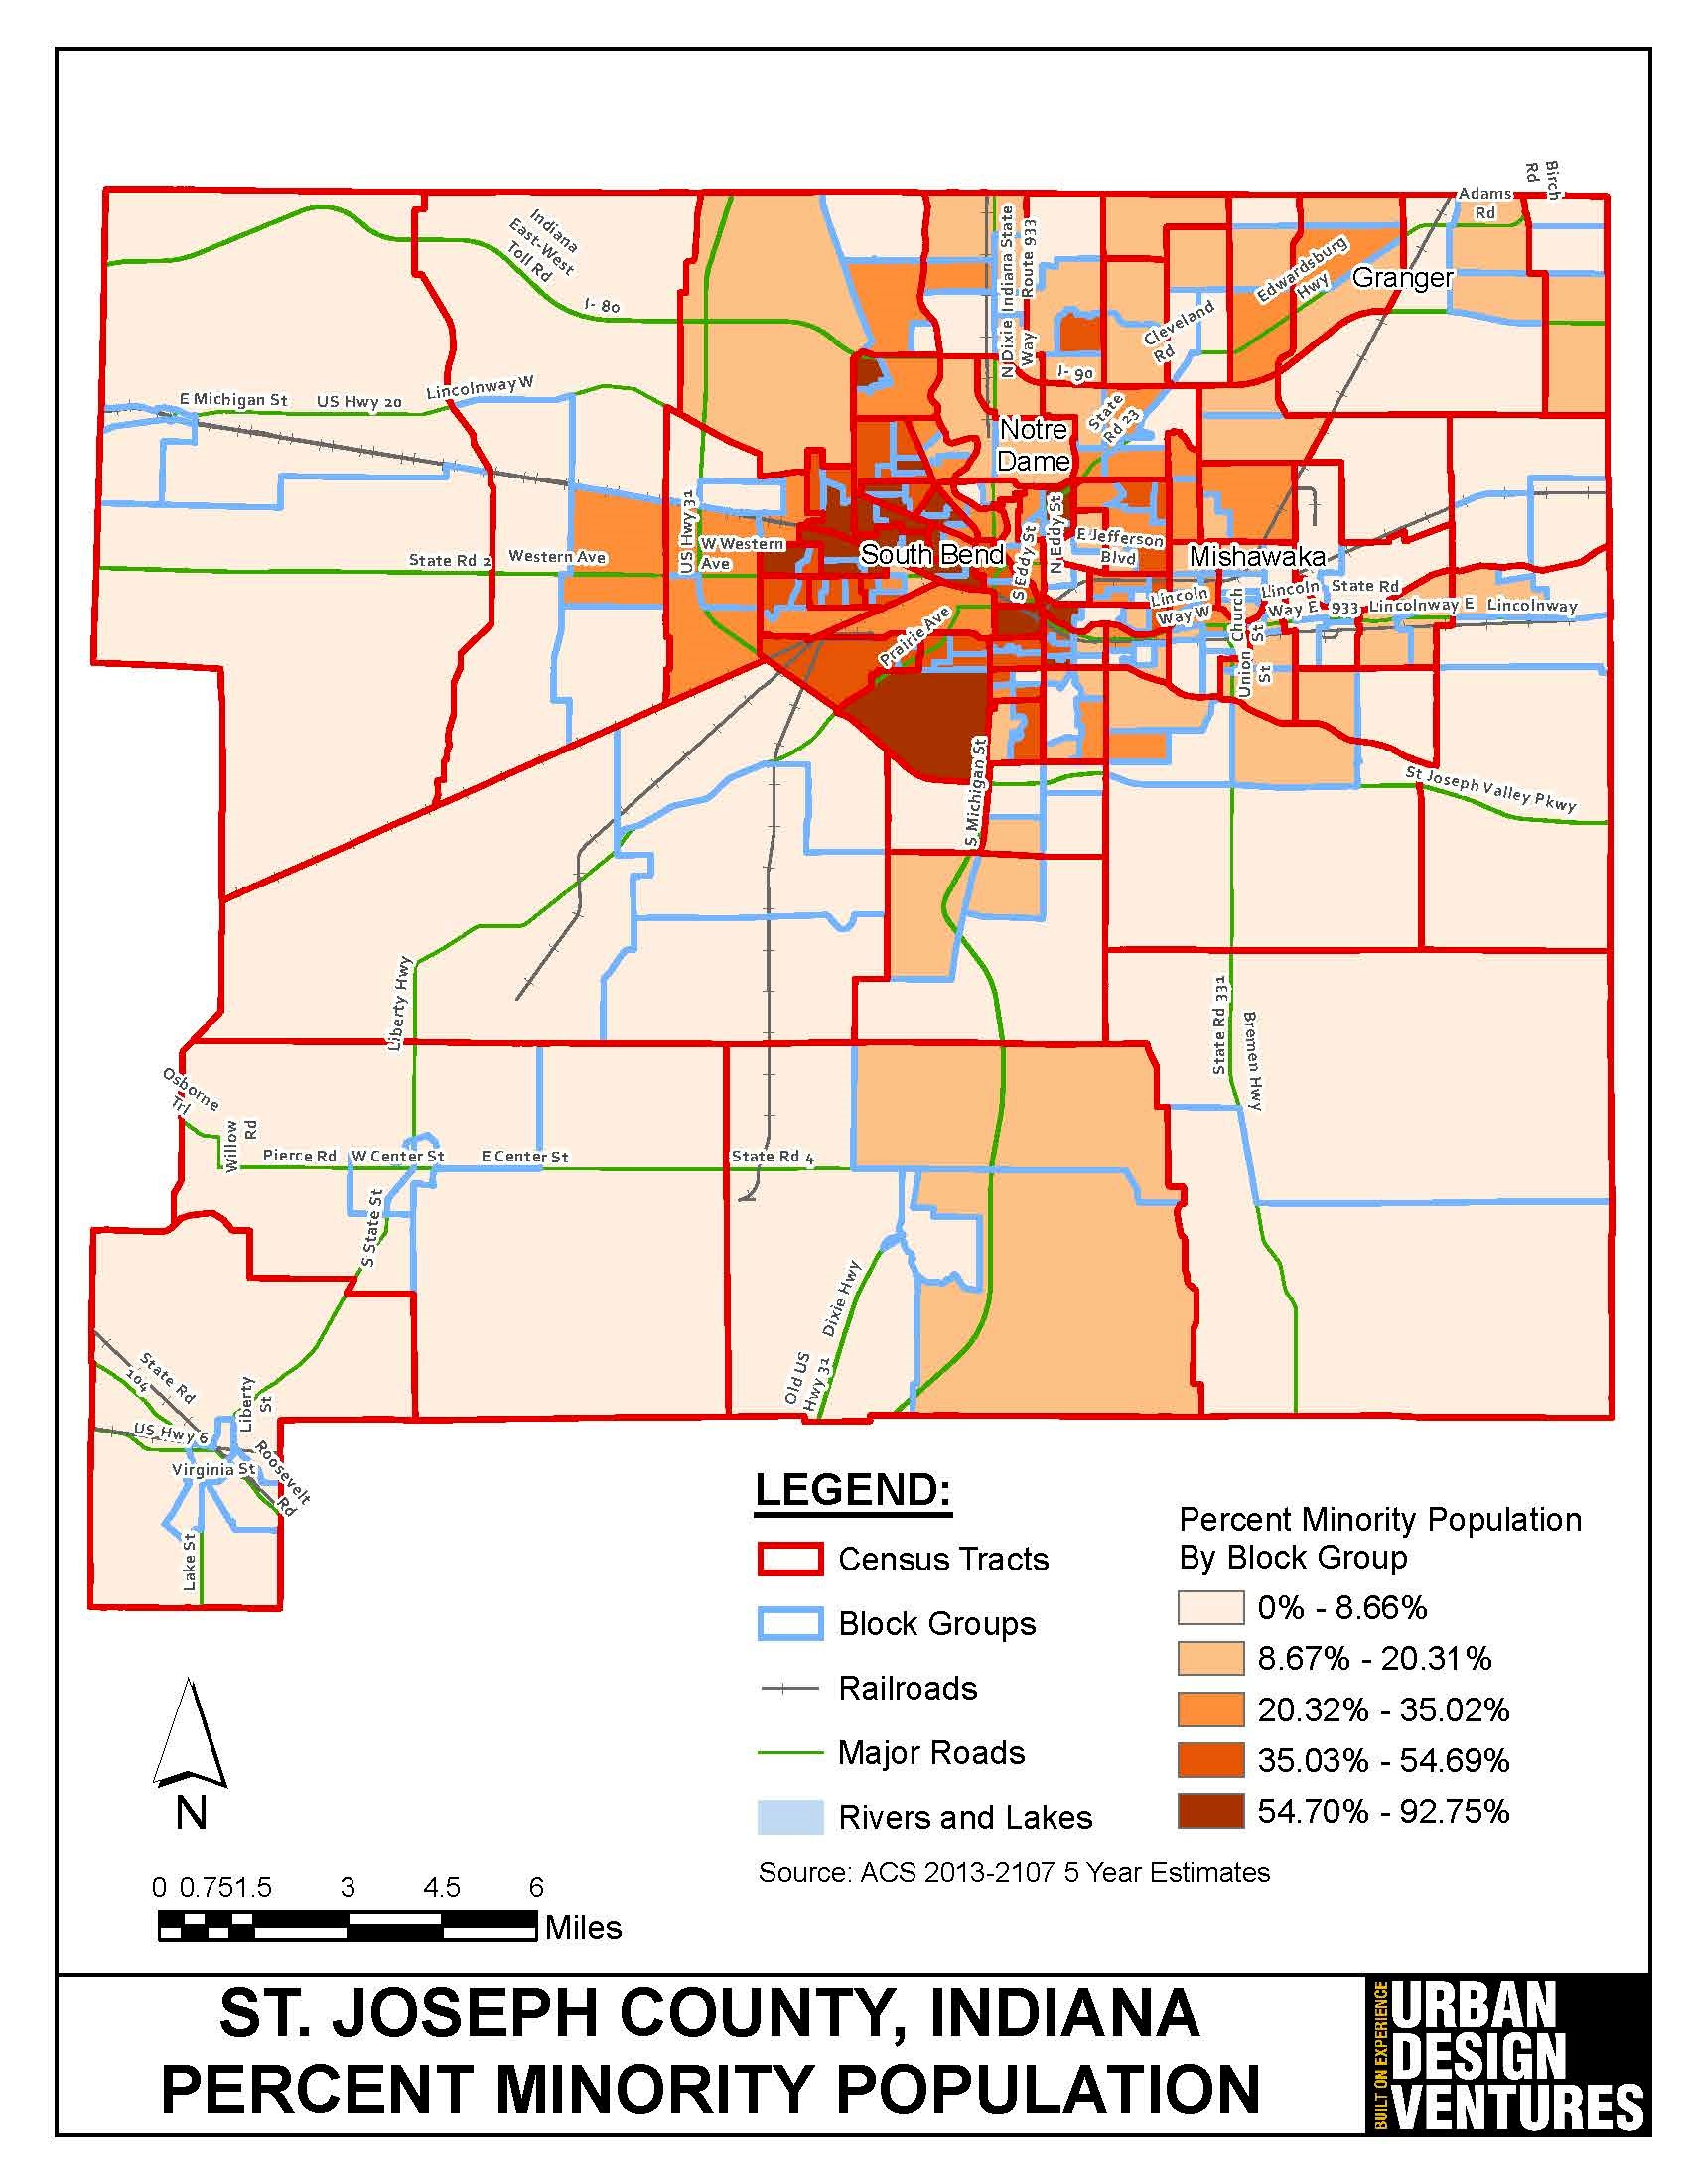 Birch
Rd
Adams
Rd
Indiana
East-West
Toll Rd
I- 80
N Dixie
Way
Indiana State
Route 933
Edwardsburg
Hwy
Granger
Cleveland
Rd
I- 90
E Michigan St
US Hwy 20
Lincolnway W
State
Rd 23
Notre
Dame
US Hwy 31
W Western
Ave
State Rd 2
Western Ave
South Bend
S Eddy St
N Eddy St
E Jefferson
Blvd
Mishawaka
Lincoln
Way W
Church
St
Union
St
Lincoln
Way E
State Rd
933
Lincolnway E
Lincolnway
Prairie Ave
S Michigan St
St Joseph Valley Pkwy
Liberty Hwy
State Rd 331
Bremen Hwy
Osborne
Trl
Willow
Rd
Pierce Rd
W Center St
E Center St
State Rd 4
S State St
Old US
Hwy 31
Dixie Hwy
State Rd
104
Liberty
St
US Hwy 6
Virginia St
Roosevelt
Rd
Lake St
LEGEND:
Census Tracts
Block Groups
Railroads
Major Roads
Rivers and Lakes
Percent Minority Population
By Block Group
0% - 8.66%
8.67% - 20.31%
20.32% - 35.02%
35.03% - 54.69%
54.70% - 92.75%
Source: ACS 2013-2107 5 Year Estimates
N
0 0.75 1.5 3 4.5 6
Miles
ST. JOSEPH COUNTY, INDIANA
PERCENT MINORITY POPULATION
BUILT ON EXPERIENCE
URBAN
DESIGN
VENTURES